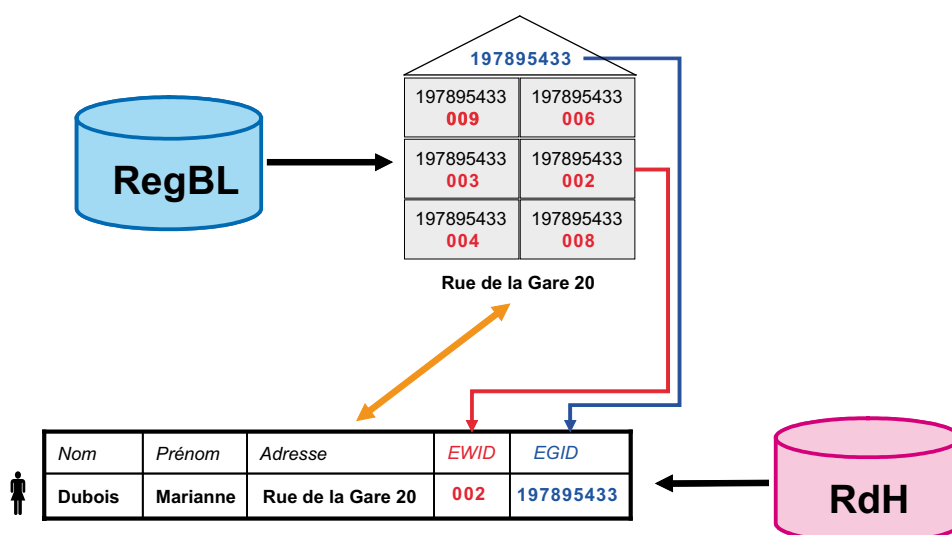 197895433
197895433 197895433
009 006
RegBL
197895433 197895433
003 002
197895433 197895433
004 008
Rue de la Gare 20
Nom Prénom Adresse EWID EGID
Dubois Marianne Rue de la Gare 20 002 197895433
RdH